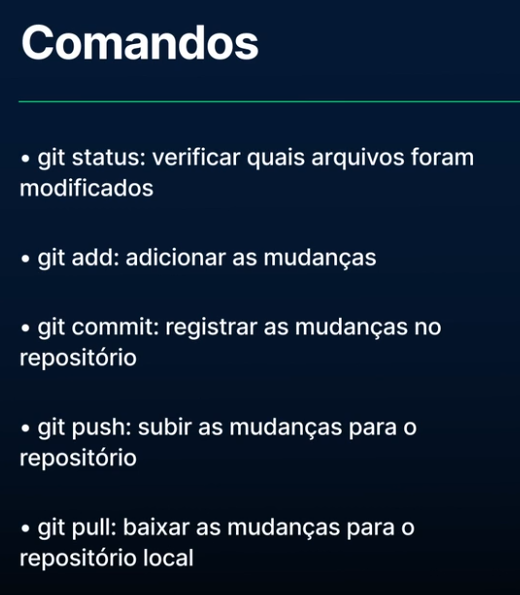 Comandos
• git status: verificar quais arquivos foram
modificados
• git add: adicionar as mudanças
• git commit: registrar as mudanças no
repositório
• git push: subir as mudanças para o
repositório
• git pull: baixar as mudanças para o
repositório local